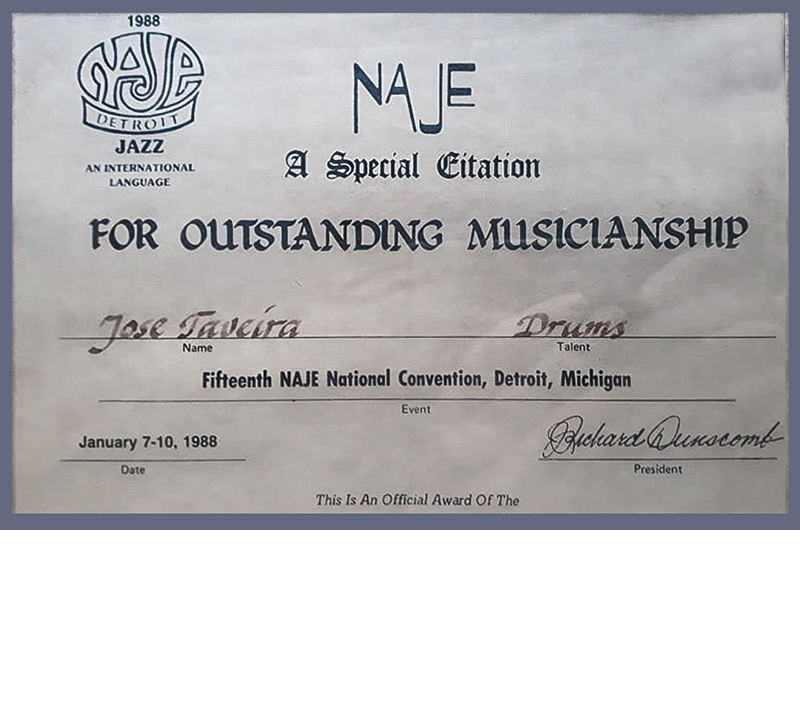 1988
NAJE
DETROIT
JAZZ
AN INTERNATIONAL
LANGUAGE
NAJE
A Special Citation
FOR OUTSTANDING MUSICIANSHIP
Jose Taveira Drums
Name Talent
Fifteenth NAJE National Convention, Detroit, Michigan
Event
January 7-10, 1988 Richard Dunscomb
Date President
This Is An Official Award Of The